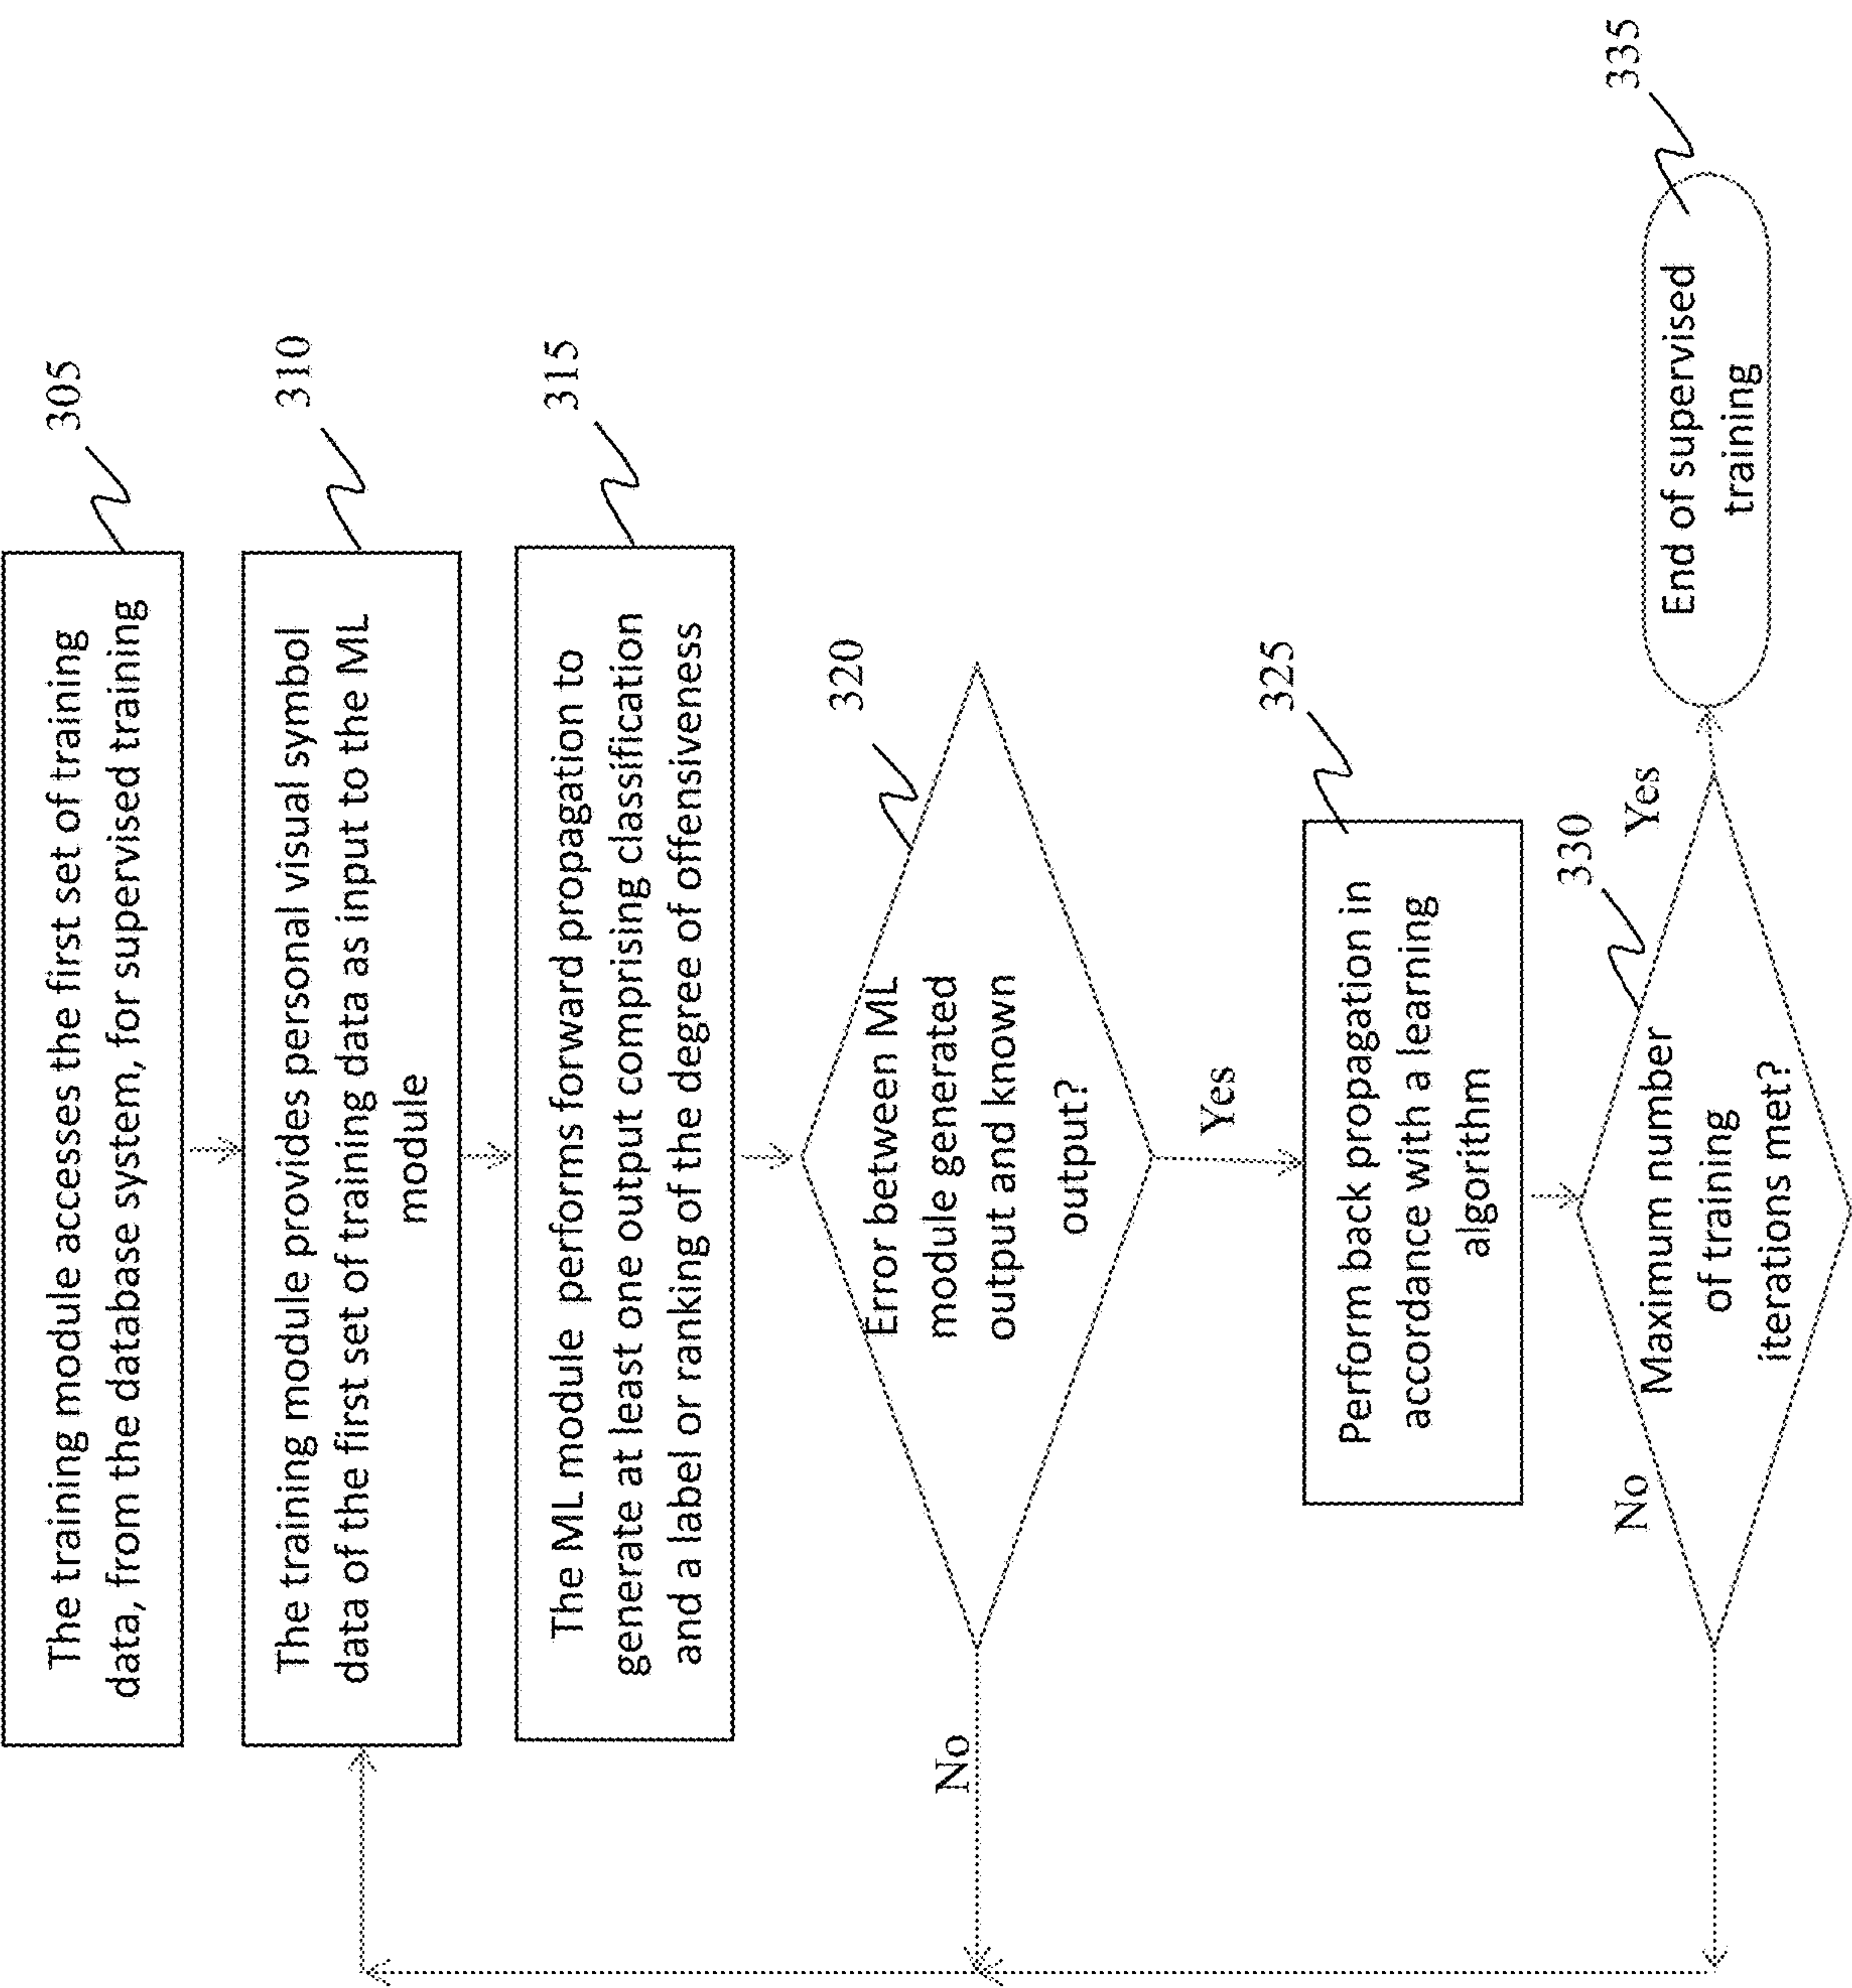 305
The training module accesses the first set of training
data, from the database system, for supervised training
310
The training module provides personal visual symbol
data of the first set of training data as input to the ML
module
315
The ML module performs forward propagation to
generate at least one output comprising classification
and a label or ranking of the degree of offensiveness
320
Error between ML
module generated
output and known
output?
No
Yes
325
Perform back propagation in
accordance with a learning
algorithm
330
Maximum number
of training
iterations met?
No
Yes
335
End of supervised
training